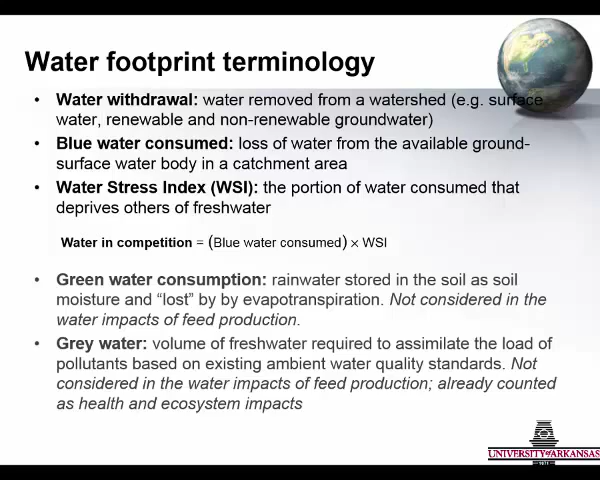 Water footprint terminology
• Water withdrawal: water removed from a watershed (e.g. surface
water, renewable and non-renewable groundwater)
• Blue water consumed: loss of water from the available ground-
surface water body in a catchment area
• Water Stress Index (WSI): the portion of water consumed that
deprives others of freshwater
Water in competition = (Blue water consumed) × WSI
• Green water consumption: rainwater stored in the soil as soil
moisture and “lost” by by evapotranspiration. Not considered in the
water impacts of feed production.
• Grey water: volume of freshwater required to assimilate the load of
pollutants based on existing ambient water quality standards. Not
considered in the water impacts of feed production; already counted
as health and ecosystem impacts
UNIVERSITY of ARKANSAS